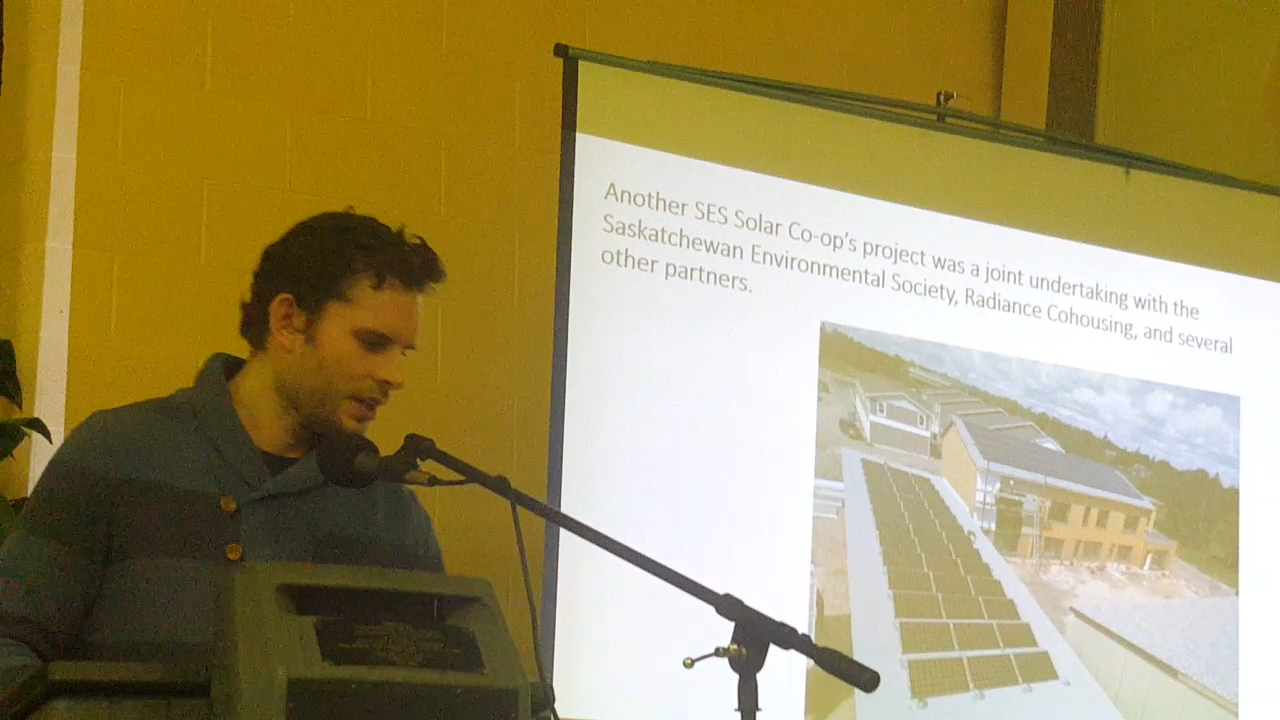 Another SES Solar Co-op's project was a joint undertaking with the
Saskatchewan Environmental Society, Radiance Cohousing, and several
other partners.